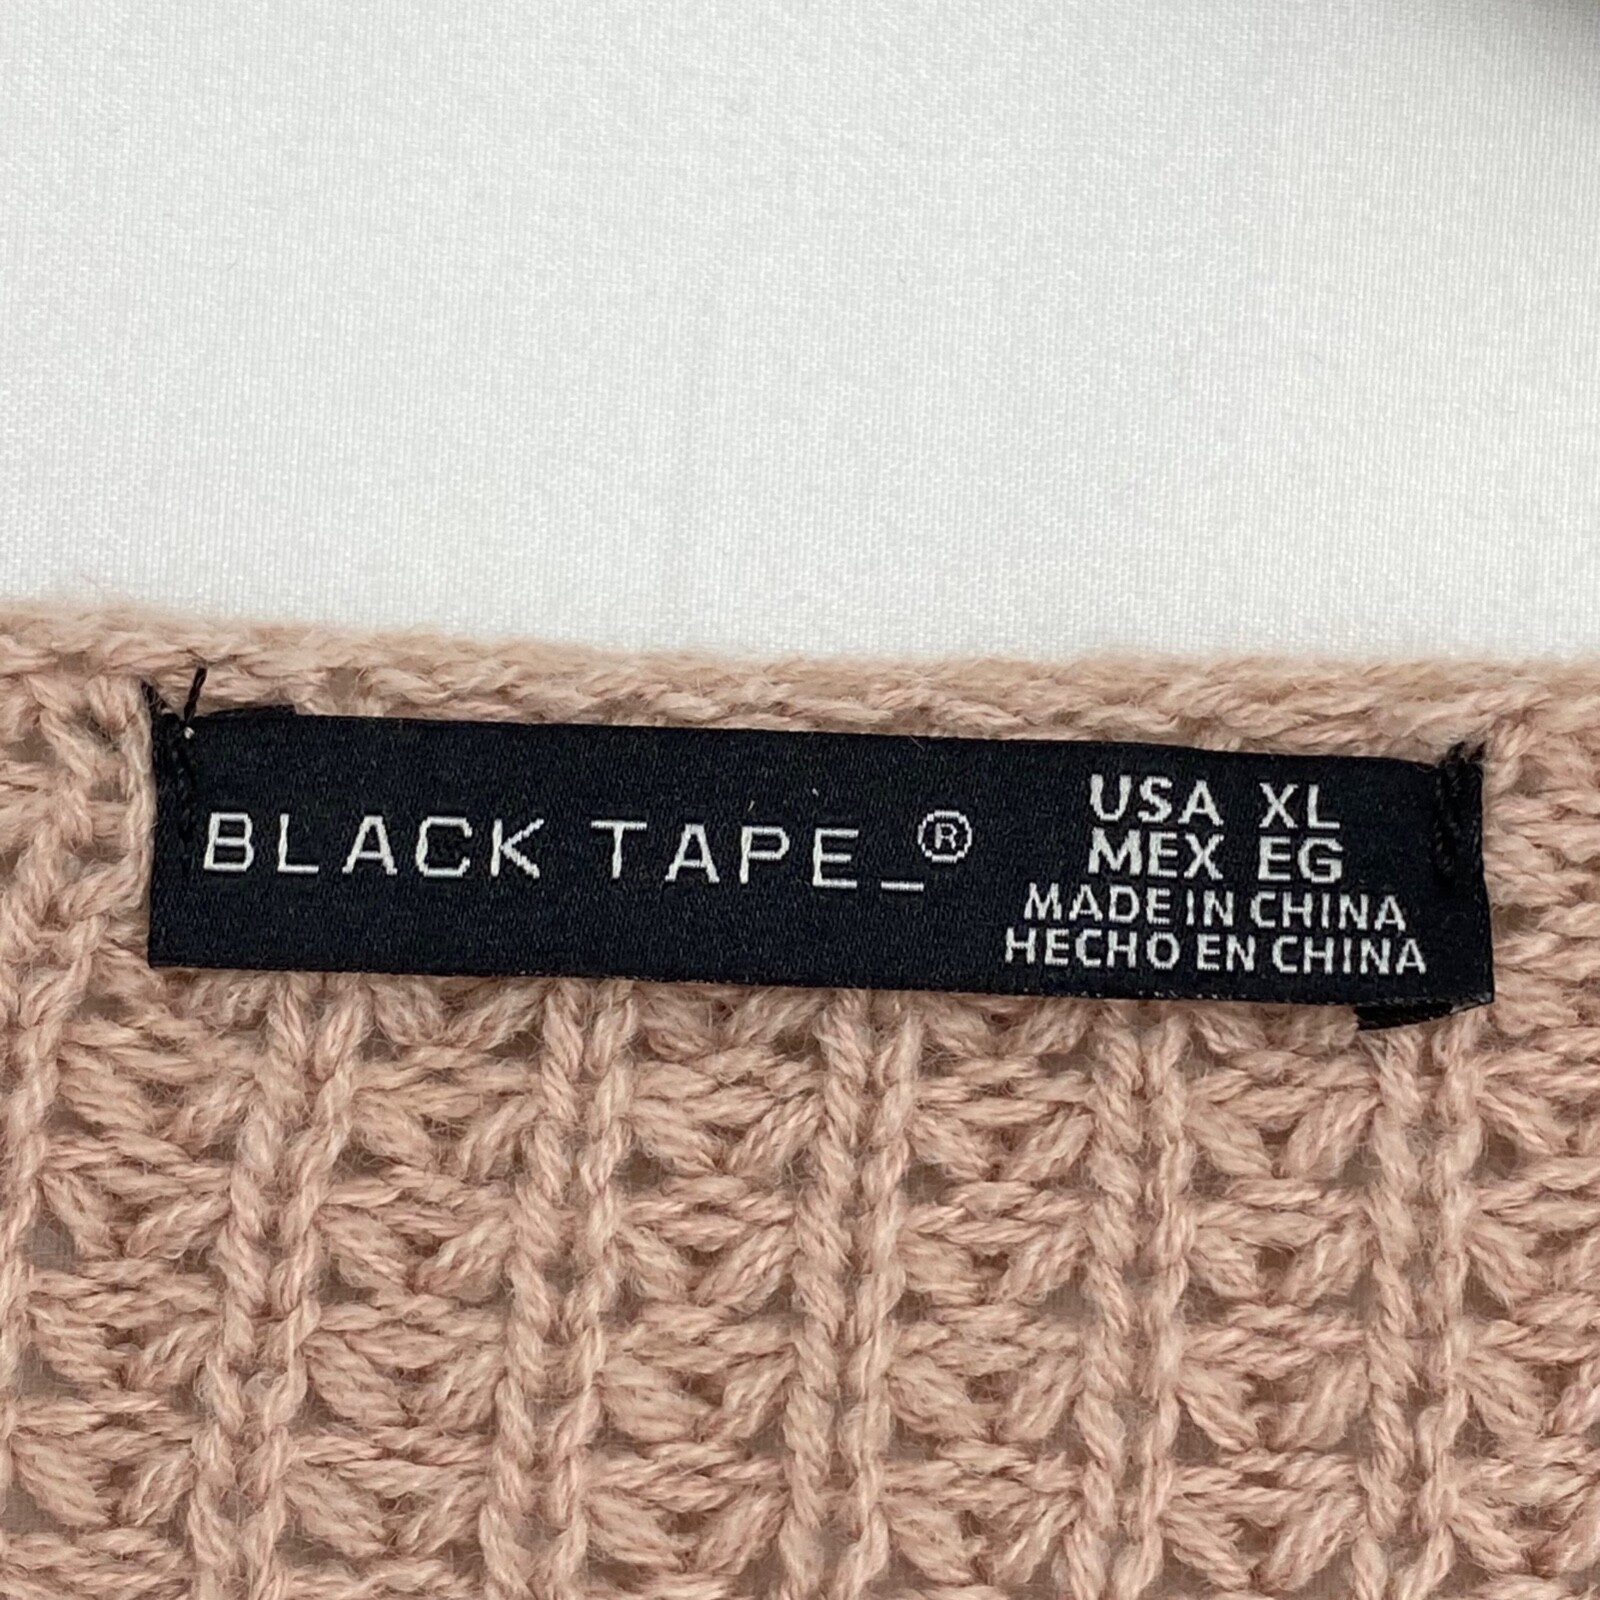 BLACK TAPE_®
USA XL
MEX EG
MADE IN CHINA
HECHO EN CHINA